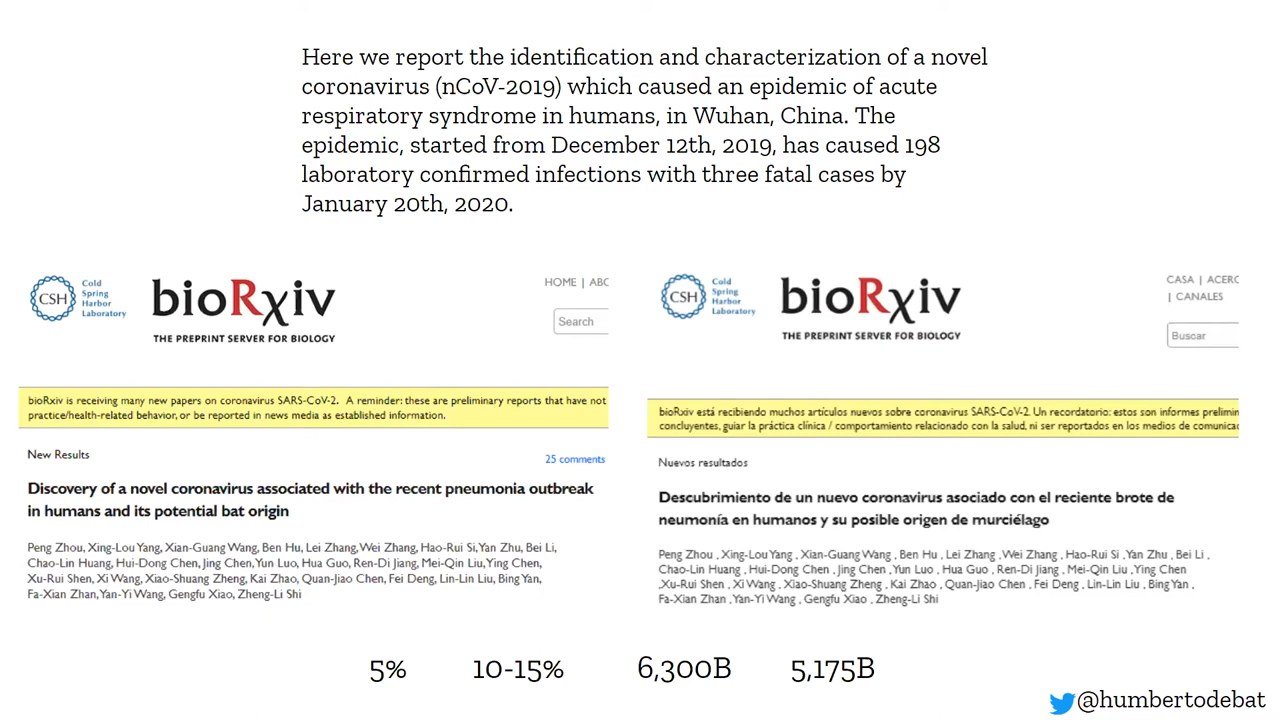 Here we report the identification and characterization of a novel
coronavirus (nCoV-2019) which caused an epidemic of acute
respiratory syndrome in humans, in Wuhan, China. The
epidemic, started from December 12th, 2019, has caused 198
laboratory confirmed infections with three fatal cases by
January 20th, 2020.
CSH
Cold
Spring
Harbor
Laboratory
bioRχiv
THE PREPRINT SERVER FOR BIOLOGY
HOME | ABC
Search
bioRxiv is receiving many new papers on coronavirus SARS-CoV-2. A reminder: these are preliminary reports that have not
practice/health-related behavior, or be reported in news media as established information.
New Results
25 comments
Discovery of a novel coronavirus associated with the recent pneumonia outbreak
in humans and its potential bat origin
Peng Zhou, Xing-Lou Yang, Xian-Guang Wang, Ben Hu, Lei Zhang, Wei Zhang, Hao-Rui Si, Yan Zhu, Bei Li,
Chao-Lin Huang, Hui-Dong Chen, Jing Chen, Yun Luo, Hua Guo, Ren-Di Jiang, Mei-Qin Liu, Ying Chen,
Xu-Rui Shen, Xi Wang, Xiao-Shuang Zheng, Kai Zhao, Quan-Jiao Chen, Fei Deng, Lin-Lin Liu, Bing Yan,
Fa-Xian Zhan, Yan-Yi Wang, Gengfu Xiao, Zheng-Li Shi
CSH
Cold
Spring
Harbor
Laboratory
bioRχiv
THE PREPRINT SERVER FOR BIOLOGY
CASA | ACERC
| CANALES
Buscar
bioRxiv está recibiendo muchos artículos nuevos sobre coronavirus SARS-CoV-2. Un recordatorio: estos son informes prelimin
concluyentes, guiar la práctica clínica / comportamiento relacionado con la salud, ni ser reportados en los medios de comunicac
Nuevos resultados
Descubrimiento de un nuevo coronavirus asociado con el reciente brote de
neumonía en humanos y su posible origen de murciélago
Peng Zhou , Xing-Lou Yang , Xian-Guang Wang , Ben Hu , Lei Zhang , Wei Zhang , Hao-Rui Si , Yan Zhu , Bei Li ,
Chao-Lin Huang , Hui-Dong Chen , Jing Chen , Yun Luo , Hua Guo , Ren-Di Jiang , Mei-Qin Liu , Ying Chen
, Xu-Rui Shen , Xi Wang , Xiao-Shuang Zheng , Kai Zhao , Quan-Jiao Chen , Fei Deng , Lin-Lin Liu , Bing Yan ,
Fa-Xian Zhan , Yan-Yi Wang , Gengfu Xiao , Zheng-Li Shi
5% 10-15% 6,300B 5,175B
@humbertodebat